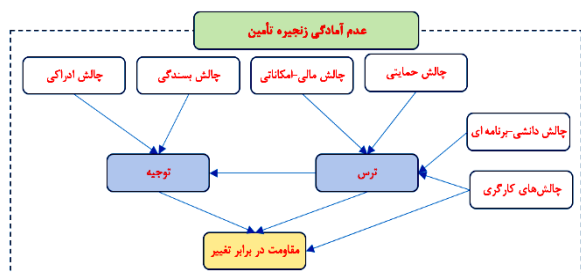 عدم آمادگی زنجیره تأمین
چالش حمایتی
چالش مالی-امکاناتی
چالش بسندگی
چالش ادراکی
چالش دانشی-برنامه ای
ترس
توجیه
چالش‌های کارگری
مقاومت در برابر تغییر